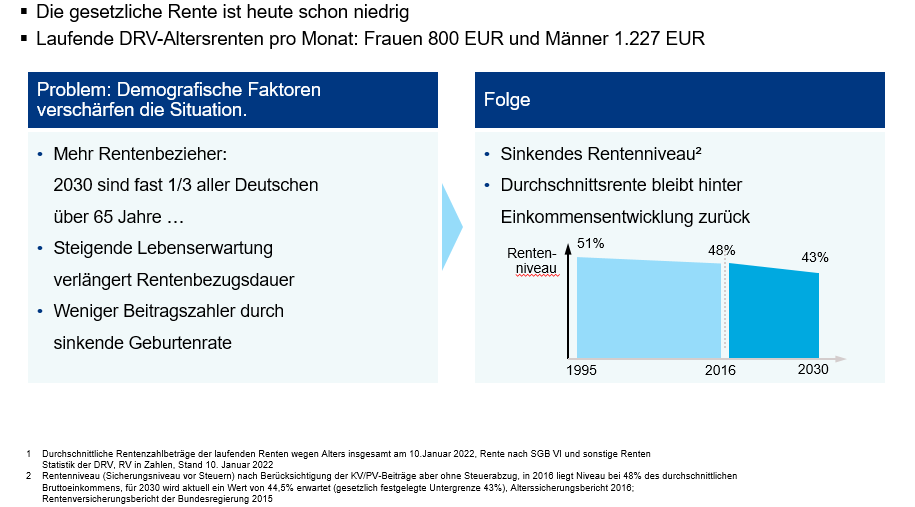 ▪ Die gesetzliche Rente ist heute schon niedrig
▪ Laufende DRV-Altersrenten pro Monat: Frauen 800 EUR und Männer 1.227 EUR
Problem: Demografische Faktoren
verschärfen die Situation.
• Mehr Rentenbezieher:
2030 sind fast 1/3 aller Deutschen
über 65 Jahre …
• Steigende Lebenserwartung
verlängert Rentenbezugsdauer
• Weniger Beitragszahler durch
sinkende Geburtenrate
Folge
• Sinkendes Rentenniveau²
• Durchschnittsrente bleibt hinter
Einkommensentwicklung zurück
Renten-
niveau
51%
48%
43%
1995
2016
2030
1 Durchschnittliche Rentenzahlbeträge der laufenden Renten wegen Alters insgesamt am 10.Januar 2022, Rente nach SGB VI und sonstige Renten
Statistik der DRV, RV in Zahlen, Stand 10. Januar 2022
2 Rentenniveau (Sicherungsniveau vor Steuern) nach Berücksichtigung der KV/PV-Beiträge aber ohne Steuerabzug, in 2016 liegt Niveau bei 48% des durchschnittlichen
Bruttoeinkommens, für 2030 wird aktuell ein Wert von 44,5% erwartet (gesetzlich festgelegte Untergrenze 43%), Alterssicherungsbericht 2016;
Rentenversicherungsbericht der Bundesregierung 2015